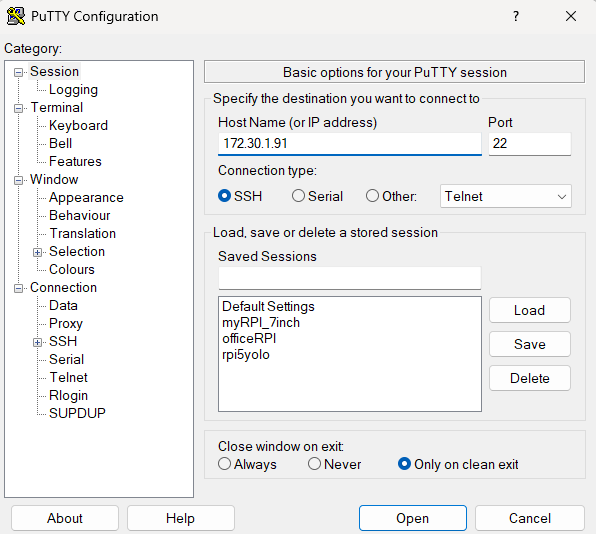 PuTTY Configuration
?
Category:
Session
Logging
Terminal
Keyboard
Bell
Features
Window
Appearance
Behaviour
Translation
Selection
Colours
Connection
Data
Proxy
SSH
Serial
Telnet
Rlogin
SUPDUP
Basic options for your PuTTY session
Specify the destination you want to connect to
Host Name (or IP address) Port
172.30.1.91 22
Connection type:
SSH Serial Other: Telnet
Load, save or delete a stored session
Saved Sessions
Default Settings
myRPI_7inch
officeRPI
rpi5yolo
Load
Save
Delete
Close window on exit:
Always Never Only on clean exit
About Help Open Cancel